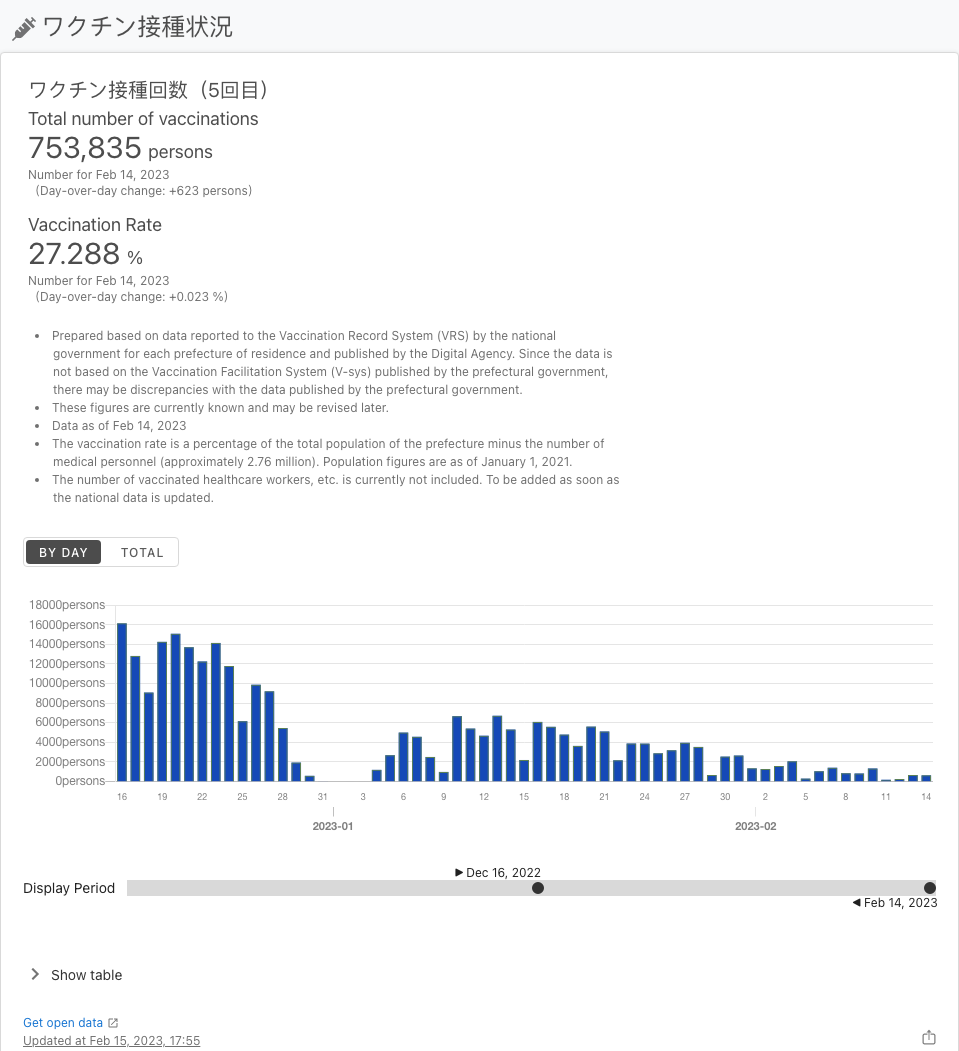 ワクチン接種状況
ワクチン接種回数（5回目）
Total number of vaccinations
753,835 persons
Number for Feb 14, 2023
(Day-over-day change: +623 persons)
Vaccination Rate
27.288 %
Number for Feb 14, 2023
(Day-over-day change: +0.023 %)
• Prepared based on data reported to the Vaccination Record System (VRS) by the national
government for each prefecture of residence and published by the Digital Agency. Since the data is
not based on the Vaccination Facilitation System (V-sys) published by the prefectural government,
there may be discrepancies with the data published by the prefectural government.
• These figures are currently known and may be revised later.
• Data as of Feb 14, 2023
• The vaccination rate is a percentage of the total population of the prefecture minus the number of
medical personnel (approximately 2.76 million). Population figures are as of January 1, 2021.
• The number of vaccinated healthcare workers, etc. is currently not included. To be added as soon as
the national data is updated.
BY DAY TOTAL
18000persons
16000persons
14000persons
12000persons
10000persons
8000persons
6000persons
4000persons
2000persons
0persons
16 19 22 25 28 31 3 6 9 12 15 18 21 24 27 30 2 5 8 11 14
2023-01 2023-02
▶ Dec 16, 2022
Display Period
◀ Feb 14, 2023
Show table
Get open data
Updated at Feb 15, 2023, 17:55